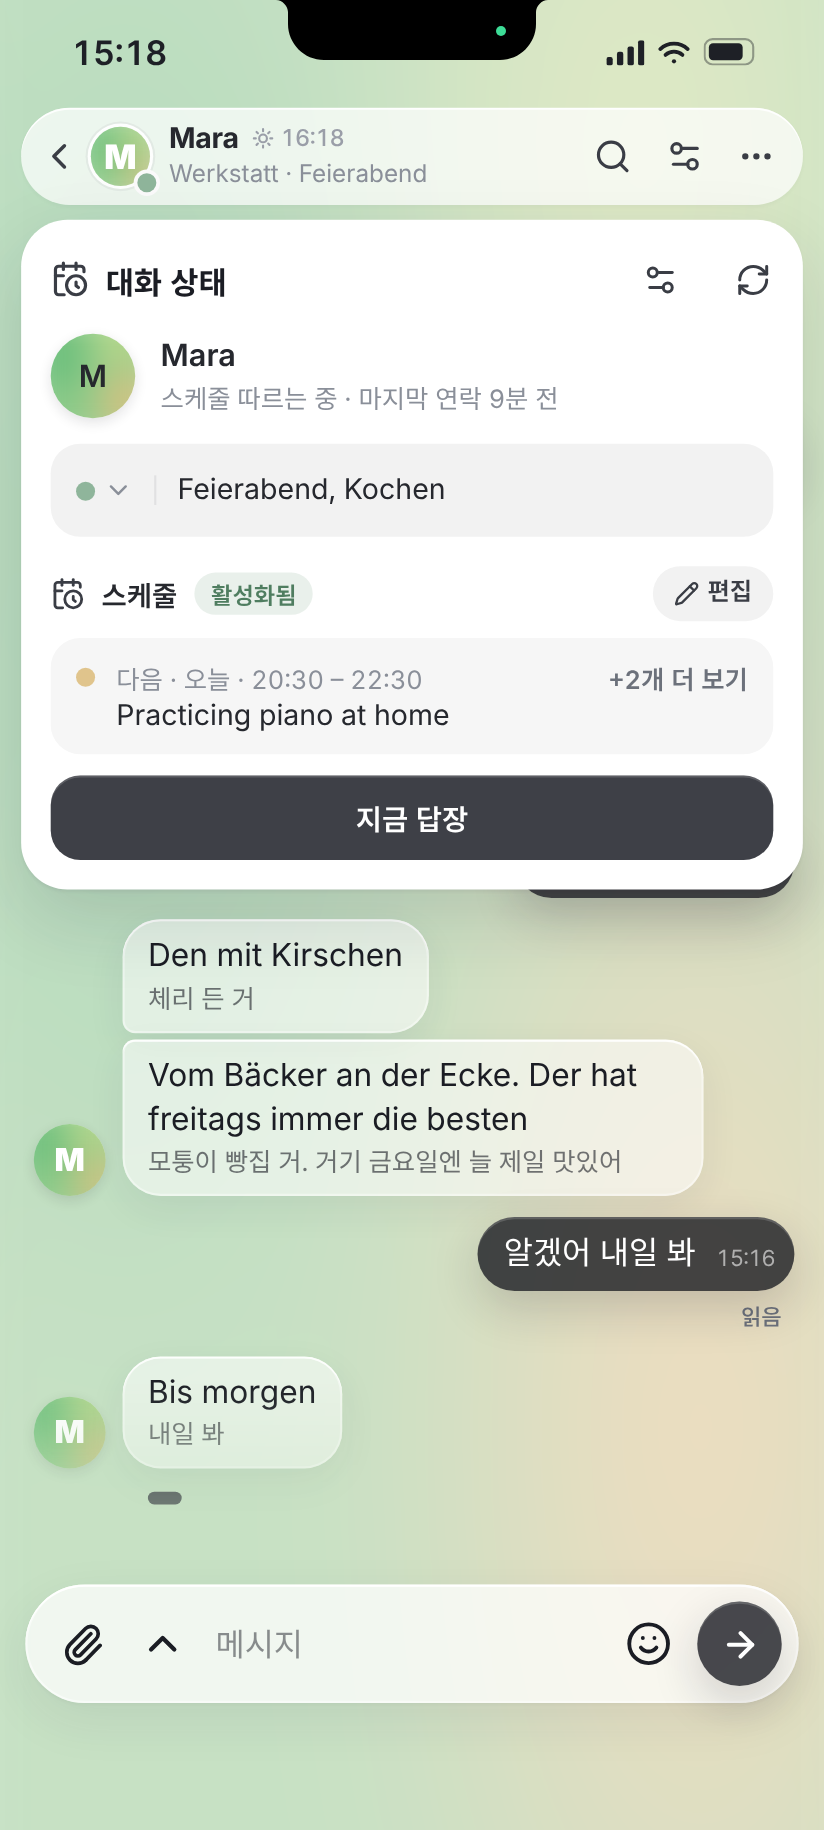 15:18
M
Mara 16:18
Werkstatt · Feierabend
대화 상태
M
Mara
스케줄 따르는 중 · 마지막 연락 9분 전
Feierabend, Kochen
스케줄 활성화됨 편집
다음 · 오늘 · 20:30 – 22:30 +2개 더 보기
Practicing piano at home
지금 답장
Den mit Kirschen
체리 든 거
Vom Bäcker an der Ecke. Der hat
freitags immer die besten
모퉁이 빵집 거. 거기 금요일엔 늘 제일 맛있어
M
알겠어 내일 봐 15:16
읽음
Bis morgen
내일 봐
M
메시지